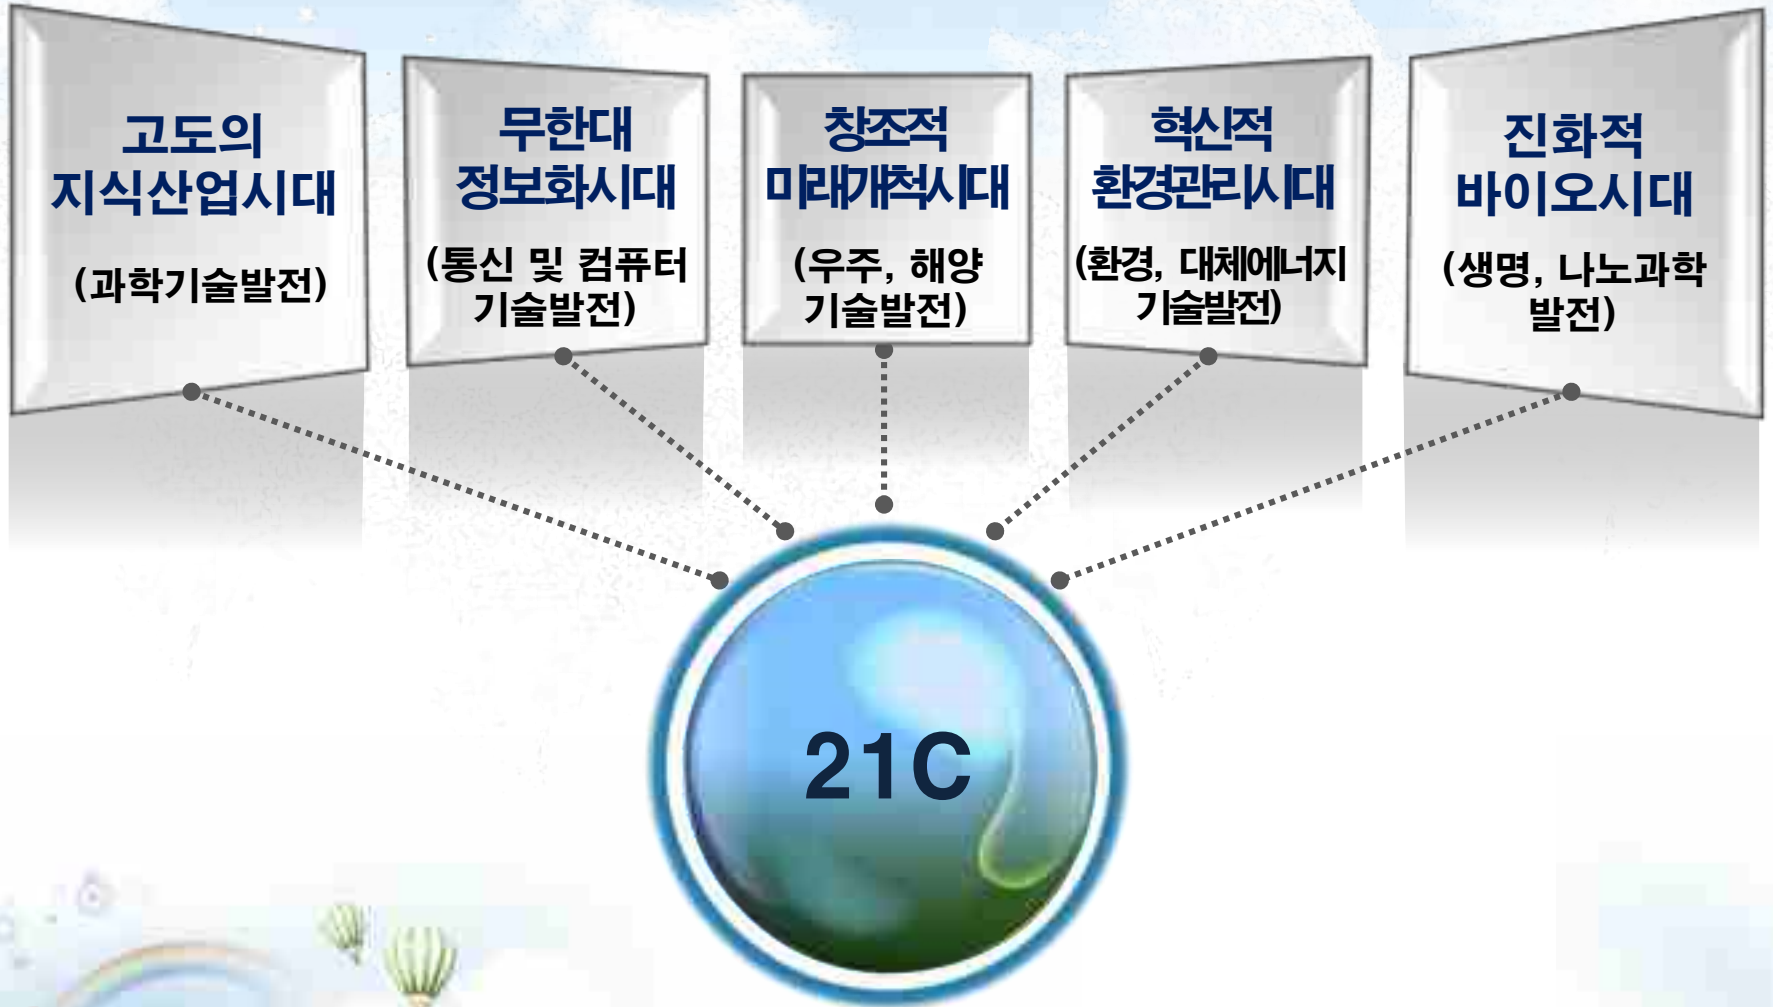 고도의
지식산업시대
(과학기술발전)
무한대
정보화시대
(통신 및 컴퓨터
기술발전)
창조적
미래개척시대
(우주, 해양
기술발전)
혁신적
환경관리시대
(환경, 대체에너지
기술발전)
진화적
바이오시대
(생명, 나노과학
발전)
21C